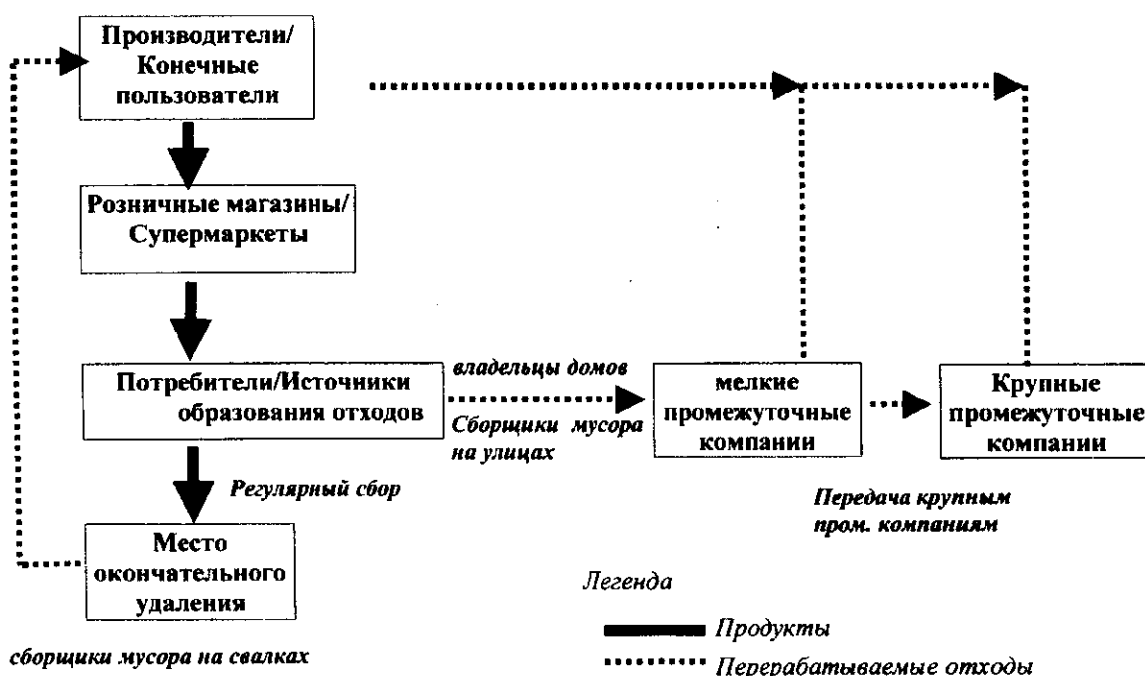 Производители/
Конечные
пользователи
Розничные магазины/
Супермаркеты
Потребители/Источники
образования отходов
владельцы домов
Сборщики мусора
на улицах
мелкие
промежуточные
компании
Крупные
промежуточные
компании
Регулярный сбор
Передача крупным
пром. компаниям
Место
окончательного
удаления
сборщики мусора на свалках
Легенда
Продукты
Перерабатываемые отходы